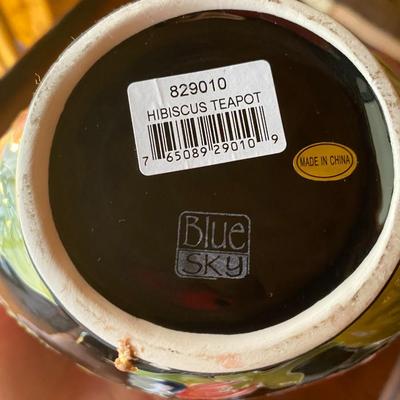 829010
HIBISCUS TEAPOT
7 65089 29010 9
MADE IN CHINA
Blue
SKY